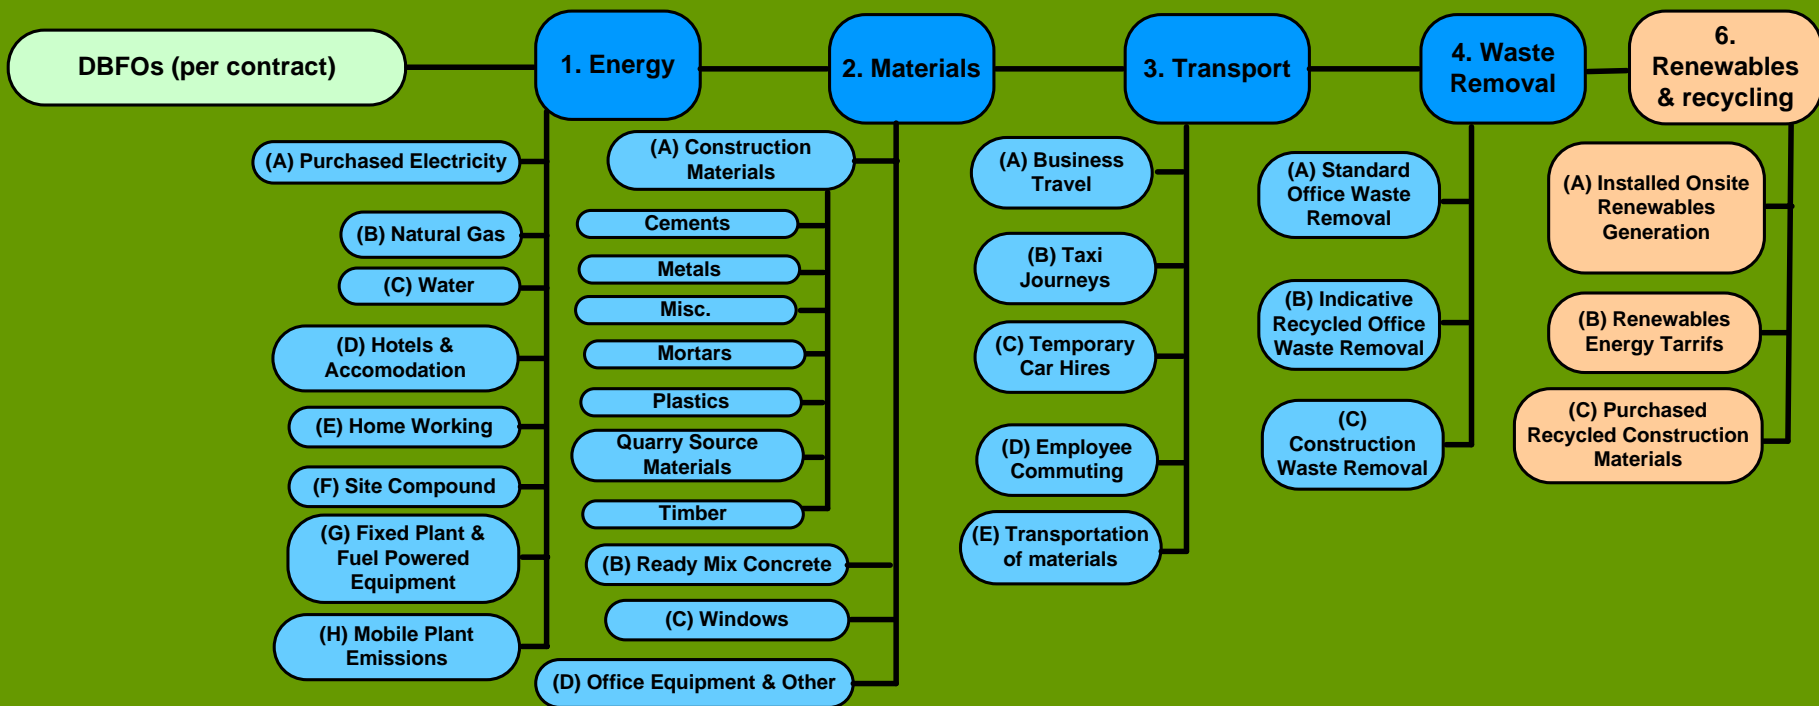 DBFOs (per contract)
1. Energy
(A) Purchased Electricity
(B) Natural Gas
(C) Water
(D) Hotels &
Accomodation
(E) Home Working
(F) Site Compound
(G) Fixed Plant &
Fuel Powered
Equipment
(H) Mobile Plant
Emissions
2. Materials
(A) Construction
Materials
Cements
Metals
Misc.
Mortars
Plastics
Quarry Source
Materials
Timber
(B) Ready Mix Concrete
(C) Windows
(D) Office Equipment & Other
3. Transport
(A) Business
Travel
(B) Taxi
Journeys
(C) Temporary
Car Hires
(D) Employee
Commuting
(E) Transportation
of materials
4. Waste
Removal
(A) Standard
Office Waste
Removal
(B) Indicative
Recycled Office
Waste Removal
(C)
Construction
Waste Removal
6.
Renewables
& recycling
(A) Installed Onsite
Renewables
Generation
(B) Renewables
Energy Tarrifs
(C) Purchased
Recycled Construction
Materials